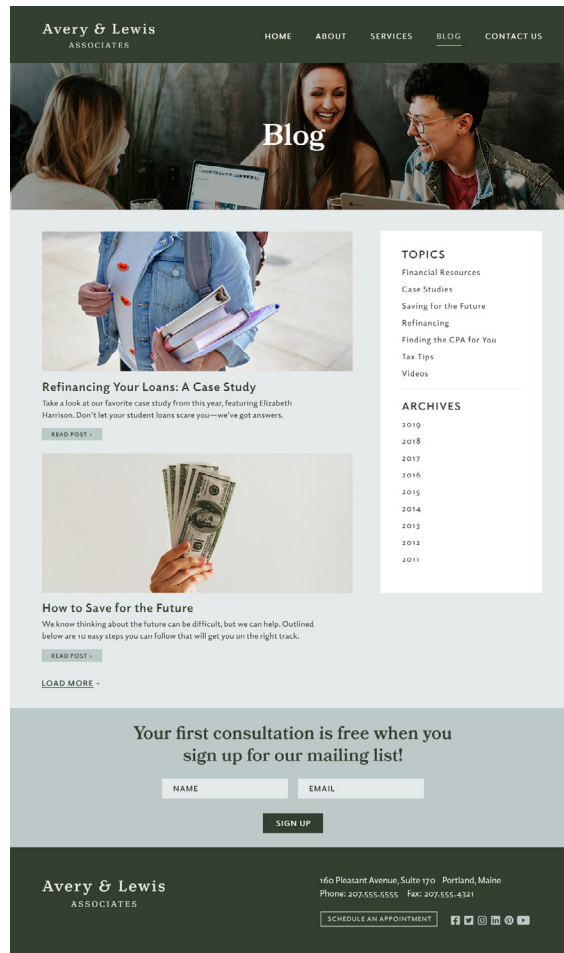 Avery & Lewis
ASSOCIATES
HOME ABOUT SERVICES BLOG CONTACT US
Blog
Refinancing Your Loans: A Case Study
Take a look at our favorite case study from this year, featuring Elizabeth
Harrison. Don't let your student loans scare you—we've got answers.
READ POST ›
How to Save for the Future
We know thinking about the future can be difficult, but we can help. Outlined
below are 10 easy steps you can follow that will get you on the right track.
READ POST ›
LOAD MORE
TOPICS
Financial Resources
Case Studies
Saving for the Future
Refinancing
Finding the CPA for You
Tax Tips
Videos
ARCHIVES
2019
2018
2017
2016
2015
2014
2013
2012
2011
Your first consultation is free when you
sign up for our mailing list!
NAME EMAIL
SIGN UP
Avery & Lewis
ASSOCIATES
160 Pleasant Avenue, Suite 170 Portland, Maine
Phone: 207.555.5555 Fax: 207.555.4321
SCHEDULE AN APPOINTMENT